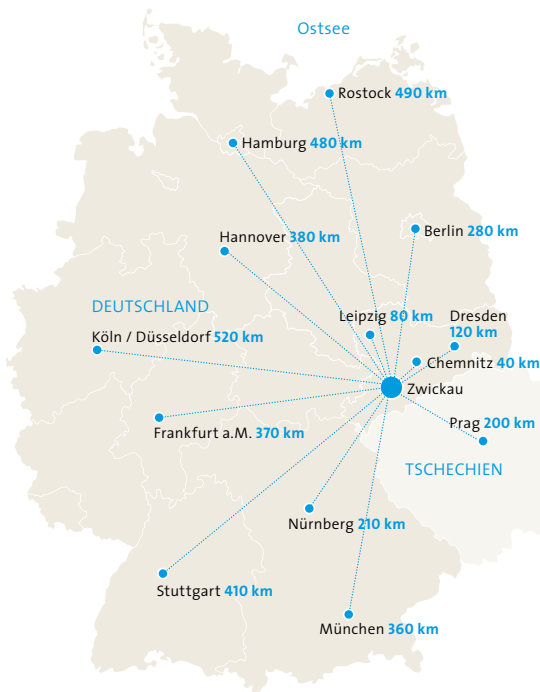 Ostsee
Rostock 490 km
Hamburg 480 km
Berlin 280 km
Hannover 380 km
DEUTSCHLAND
Leipzig 80 km
Dresden
120 km
Köln / Düsseldorf 520 km
Chemnitz 40 km
Zwickau
Prag 200 km
Frankfurt a.M. 370 km
TSCHECHIEN
Nürnberg 210 km
Stuttgart 410 km
München 360 km